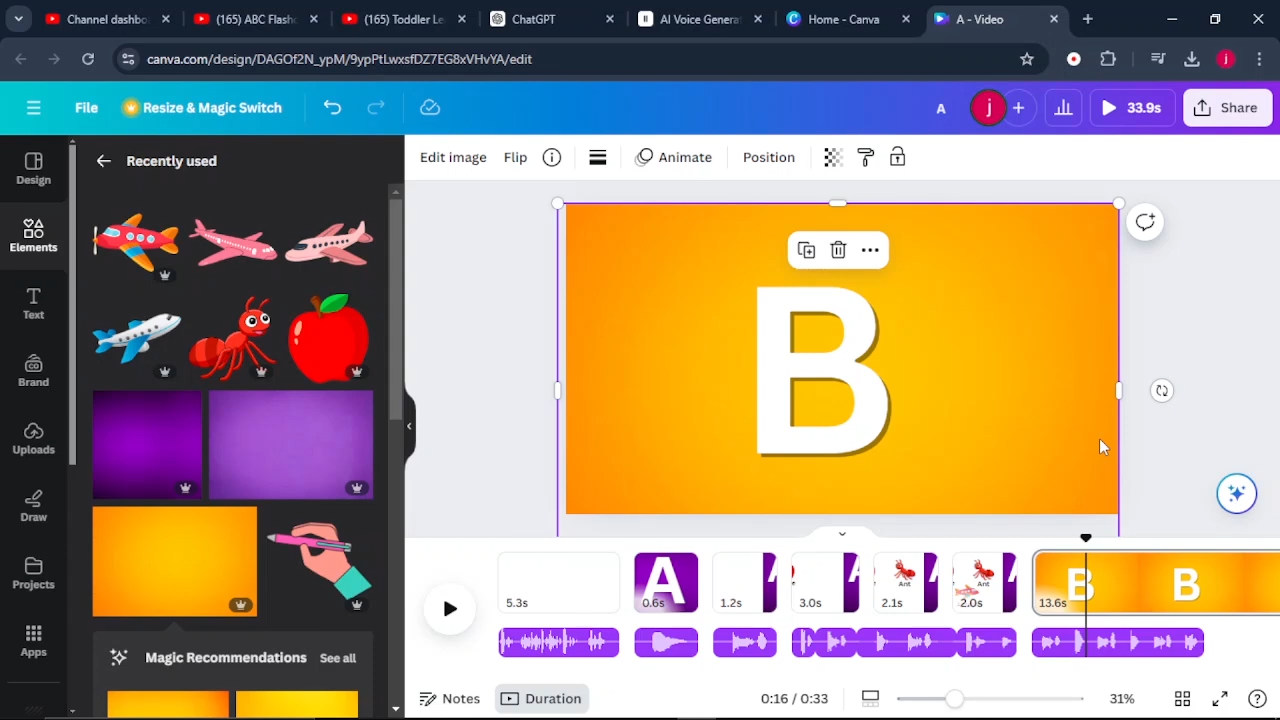 Channel dashbo
(165) ABC Flash
(165) Toddler Le
ChatGPT
AI Voice Genera
Home - Canva
A - Video
canva.com/design/DAGOf2N_ypM/9ypPtLwxsfDZ7EG8xVHvYA/edit
j
File
Resize & Magic Switch
A
j
33.9s
Share
Design
Elements
Text
Brand
Uploads
Draw
Projects
Apps
Recently used
Magic Recommendations
See all
Edit image
Flip
Animate
Position
B
5.3s
A
0.6s
1.2s
3.0s
Ant
2.1s
Ant
2.0s
B
13.6s
B
Notes
Duration
0:16 / 0:33
31%